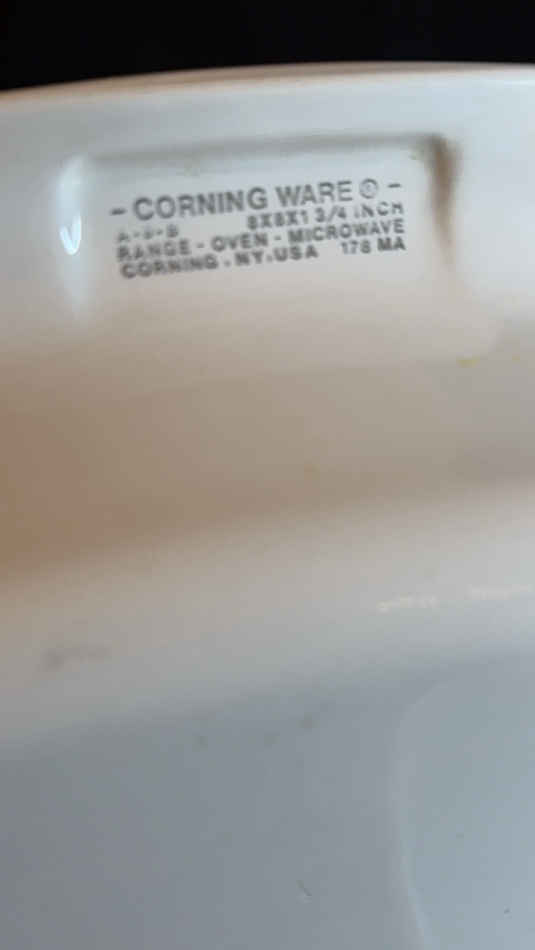 - CORNING WARE ® -
A-8-B 8X8X1 3/4 INCH
RANGE - OVEN - MICROWAVE
CORNING . NY.USA 178 MA